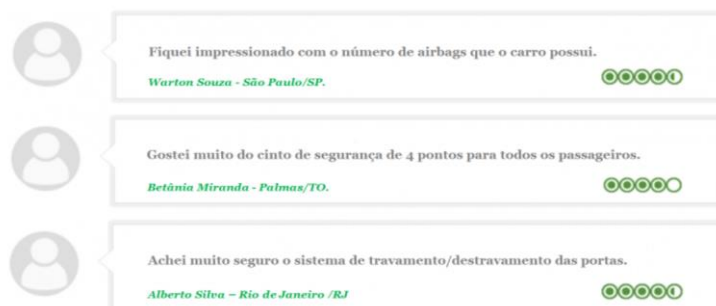 Fiquei impressionado com o número de airbags que o carro possui.
Warton Souza - São Paulo/SP.
Gostei muito do cinto de segurança de 4 pontos para todos os passageiros.
Betânia Miranda - Palmas/TO.
Achei muito seguro o sistema de travamento/destravamento das portas.
Alberto Silva – Rio de Janeiro /RJ